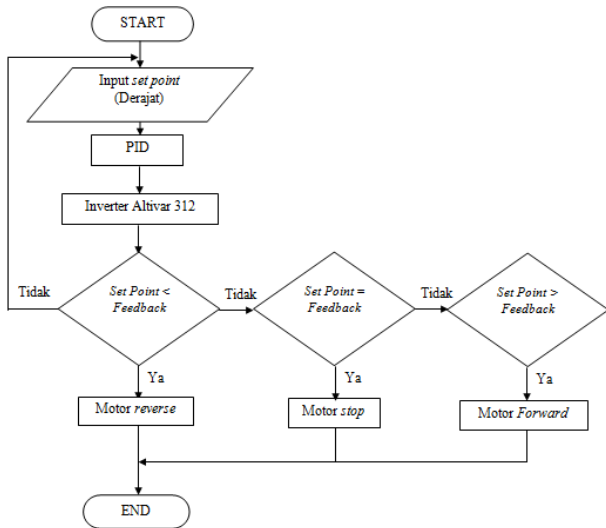 START
Input set point
(Derajat)
PID
Inverter Altivar 312
Tidak
Set Point <
Feedback
Tidak
Set Point =
Feedback
Tidak
Set Point >
Feedback
Ya
Ya
Ya
Motor reverse
Motor stop
Motor Forward
END